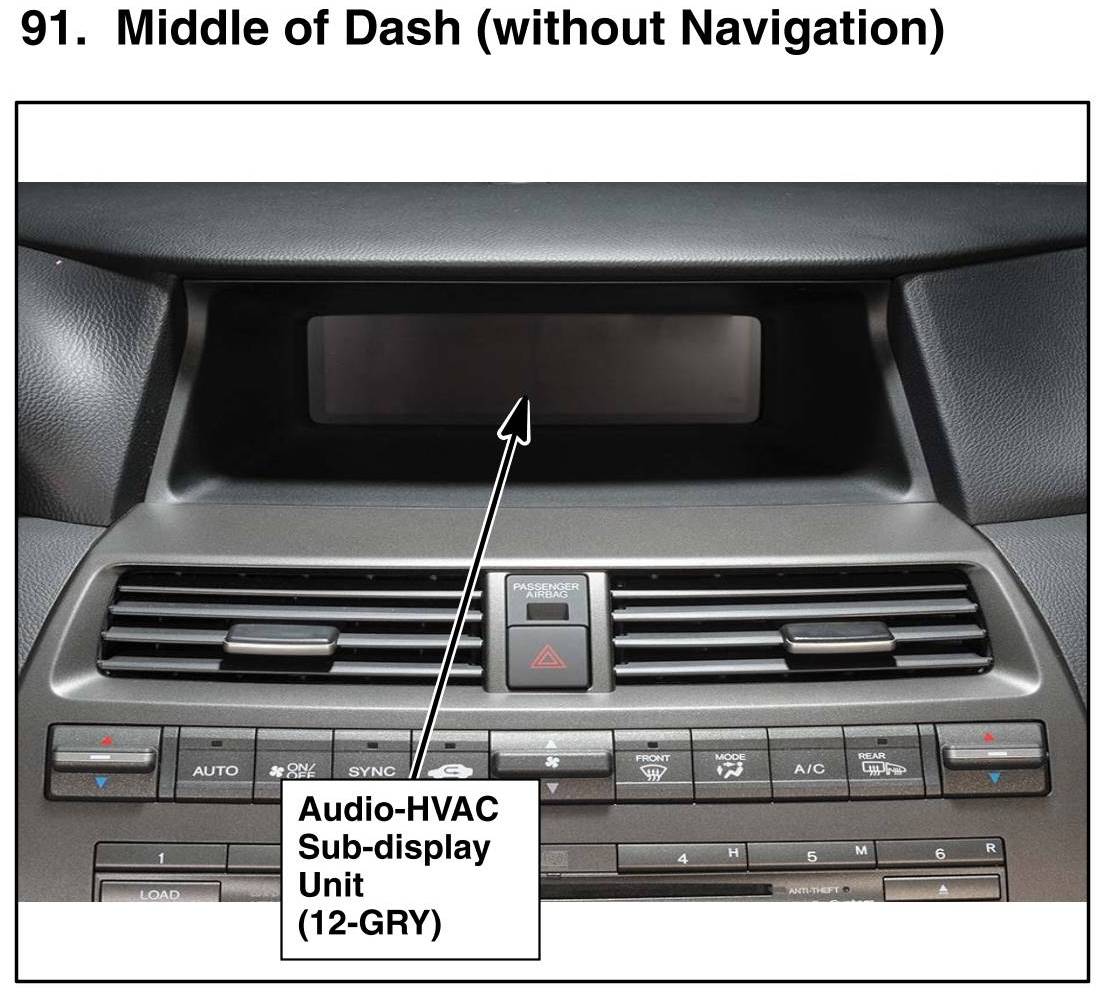 91. Middle of Dash (without Navigation)
PASSENGER
AIRBAG
AUTO
ON/
OFF
SYNC
FRONT
MODE
A/C
REAR
Audio-HVAC
Sub-display
Unit
(12-GRY)
1
4 H
5 M
6 R
LOAD
ANTI-THEFT